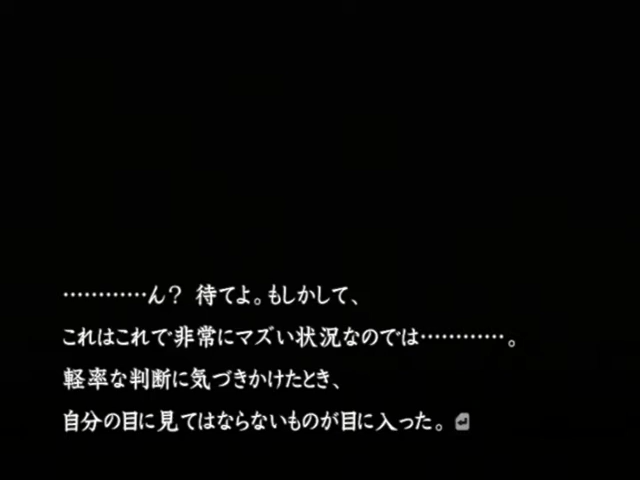 …………ん？ 待てよ。もしかして、
これはこれで非常にマズい状況なのでは…………。
軽率な判断に気づきかけたとき、
自分の目に見てはならないものが目に入った。